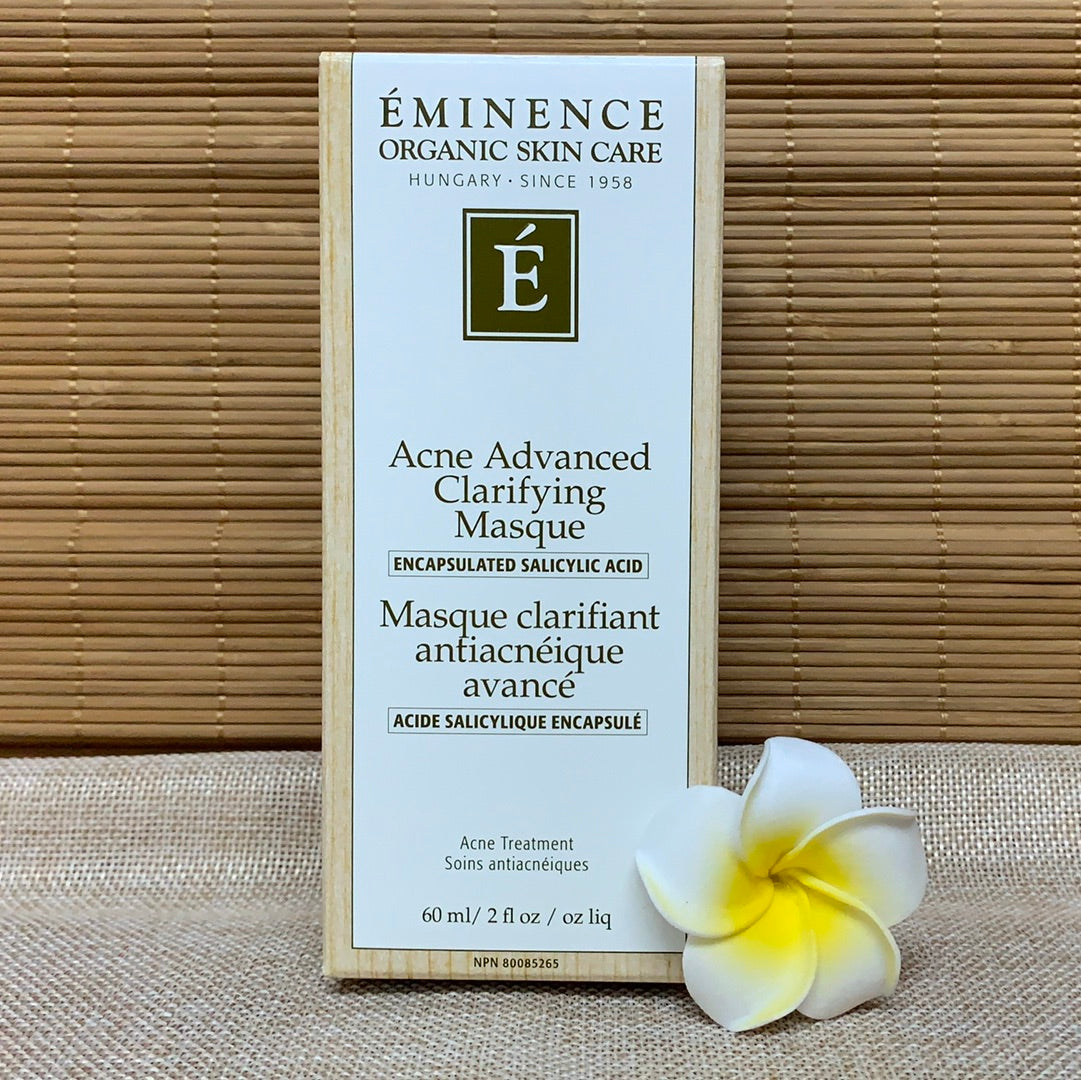 ÉMINENCE
ORGANIC SKIN CARE
HUNGARY · SINCE 1958
É
Acne Advanced
Clarifying
Masque
ENCAPSULATED SALICYLIC ACID
Masque clarifiant
antiacnéique
avancé
ACIDE SALICYLIQUE ENCAPSULÉ
Acne Treatment
Soins antiacnéiques
60 ml/ 2 fl oz / oz liq
NPN 80085265